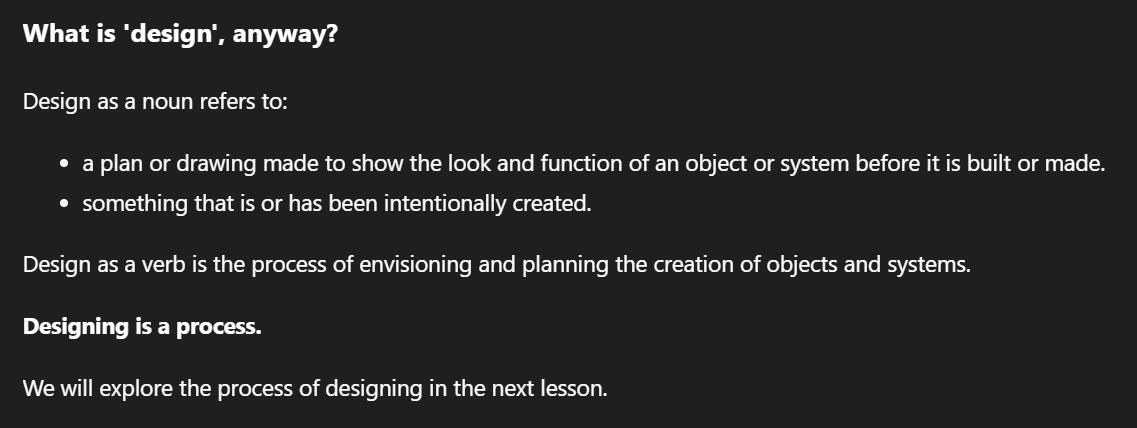 What is 'design', anyway?
Design as a noun refers to:
• a plan or drawing made to show the look and function of an object or system before it is built or made.
• something that is or has been intentionally created.
Design as a verb is the process of envisioning and planning the creation of objects and systems.
Designing is a process.
We will explore the process of designing in the next lesson.